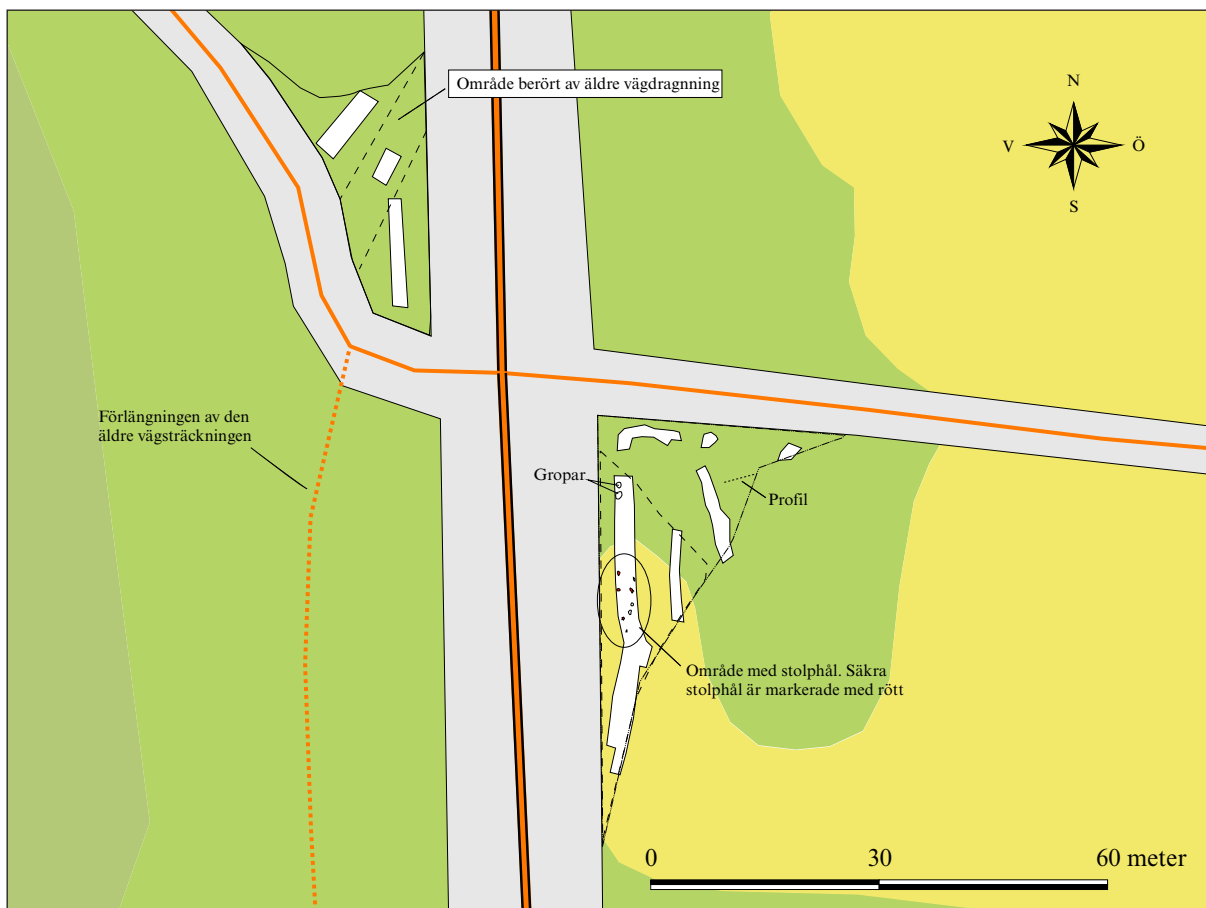 Område berört av äldre vägdragnning
N
V
Ö
S
Förlängningen av den
äldre vägsträckningen
Gropar
Profil
Område med stolphål. Säkra
stolphål är markerade med rött
0 30 60 meter